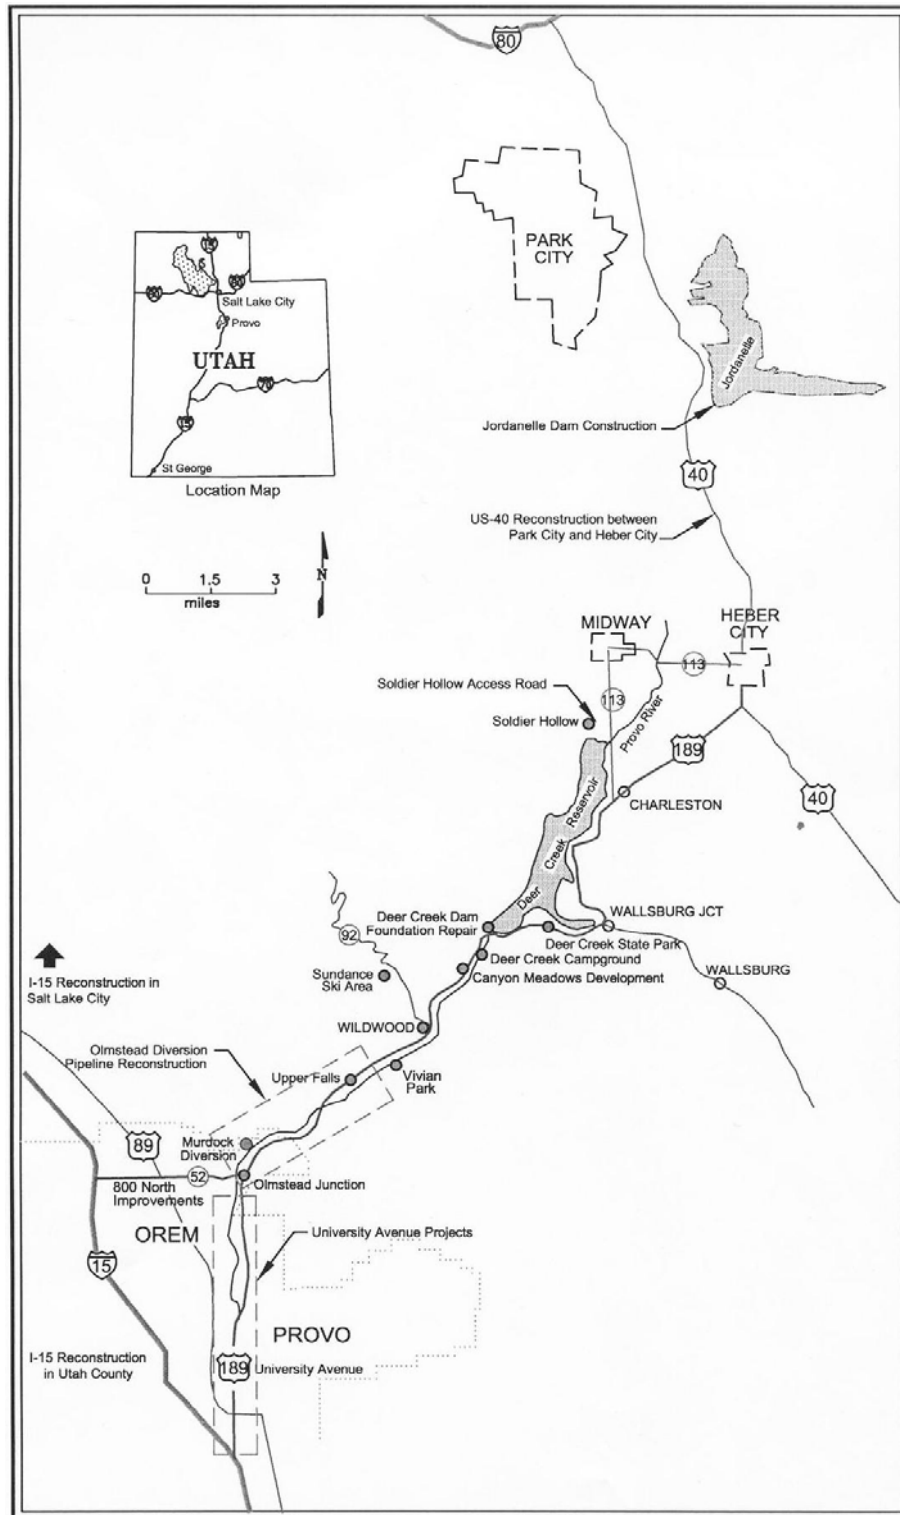 80
PARK
CITY
15
80
80
Salt Lake City
Provo
UTAH
70
15
St George
Location Map
Jordanelle
Jordanelle Dam Construction
40
US-40 Reconstruction between
Park City and Heber City
N
0 1.5 3
miles
MIDWAY
HEBER
CITY
113
Soldier Hollow Access Road
113
Soldier Hollow
Provo River
189
40
CHARLESTON
Deer Creek Reservoir
Deer Creek Dam
Foundation Repair
WALLSBURG JCT
Deer Creek State Park
Deer Creek Campground
92
Sundance
Ski Area
Canyon Meadows Development
WALLSBURG
I-15 Reconstruction in
Salt Lake City
WILDWOOD
Olmstead Diversion
Pipeline Reconstruction
Upper Falls
Vivian
Park
89
Murdock
Diversion
52
800 North
Improvements
Olmstead Junction
OREM
University Avenue Projects
15
PROVO
I-15 Reconstruction
in Utah County
189
University Avenue